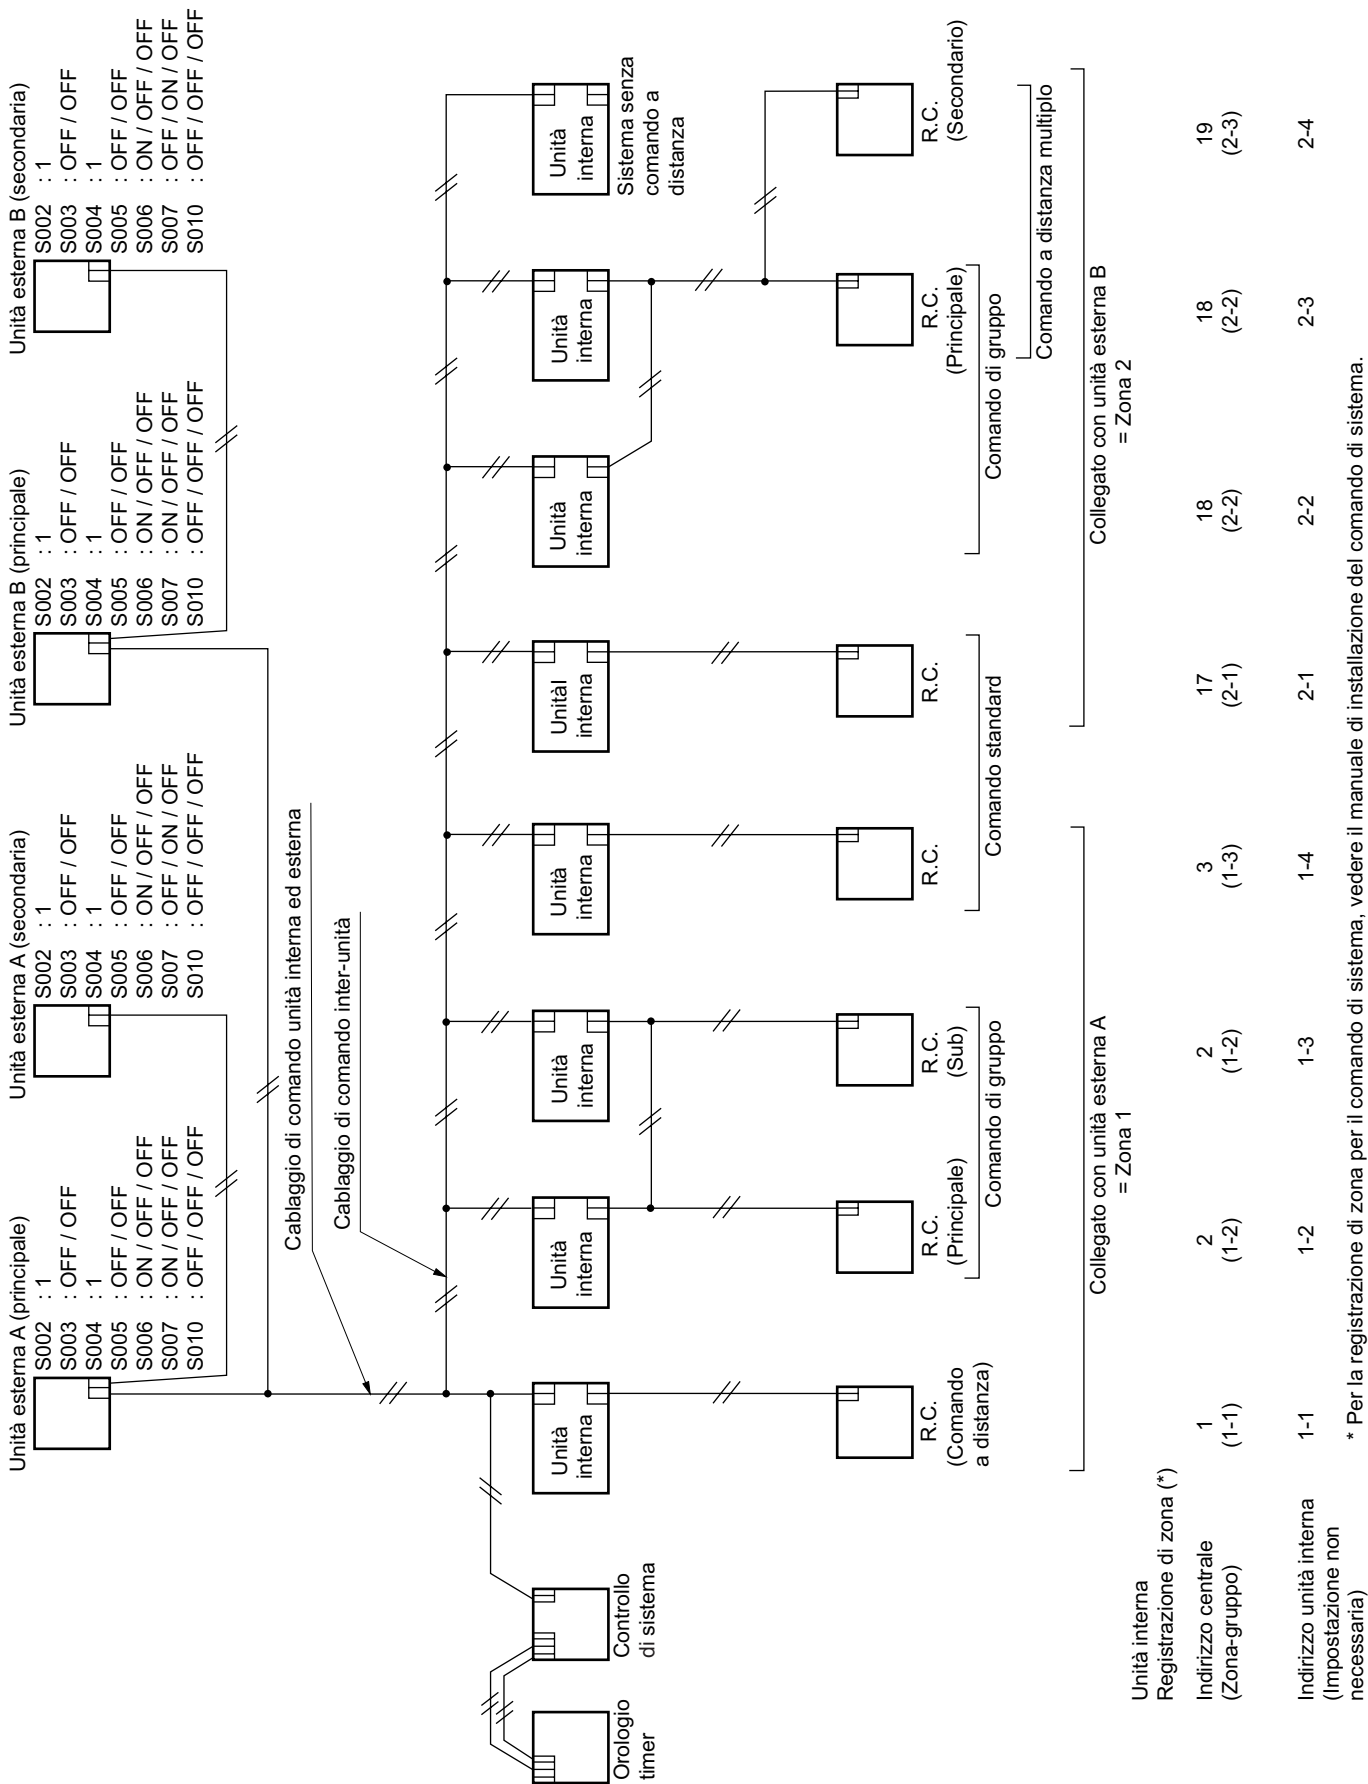 Unità esterna A (principale)
S002 : 1
S003 : OFF / OFF
S004 : 1
S005 : OFF / OFF
S006 : ON / OFF / OFF
S007 : ON / OFF / OFF
S010 : OFF / OFF / OFF
Unità esterna A (secondaria)
S002 : 1
S003 : OFF / OFF
S004 : 1
S005 : OFF / OFF
S006 : ON / OFF / OFF
S007 : OFF / ON / OFF
S010 : OFF / OFF / OFF
Unità esterna B (principale)
S002 : 1
S003 : OFF / OFF
S004 : 1
S005 : OFF / OFF
S006 : ON / OFF / OFF
S007 : ON / OFF / OFF
S010 : OFF / OFF / OFF
Unità esterna B (secondaria)
S002 : 1
S003 : OFF / OFF
S004 : 1
S005 : OFF / OFF
S006 : ON / OFF / OFF
S007 : OFF / ON / OFF
S010 : OFF / OFF / OFF
Cablaggio di comando unità interna ed esterna
Cablaggio di comando inter-unità
Orologio
timer
Controllo
di sistema
Unità
interna
Unità
interna
Unità
interna
Unità
interna
Unitàl
interna
Unità
interna
Unità
interna
Unità
interna
Sistema senza
comando a
distanza
R.C.
(Comando
a distanza)
R.C.
(Principale)
R.C.
(Sub)
R.C.
R.C.
R.C.
(Principale)
R.C.
(Secondario)
Comando di gruppo
Comando standard
Comando di gruppo
Comando a distanza multiplo
Collegato con unità esterna A
= Zona 1
Collegato con unità esterna B
= Zona 2
Unità interna
Registrazione di zona (*)
Indirizzo centrale 1 2 2 3 17 18 18 19
(Zona-gruppo) (1-1) (1-2) (1-2) (1-3) (2-1) (2-2) (2-2) (2-3)
Indirizzo unità interna 1-1 1-2 1-3 1-4 2-1 2-2 2-3 2-4
(Impostazione non
necessaria)
* Per la registrazione di zona per il comando di sistema, vedere il manuale di installazione del comando di sistema.